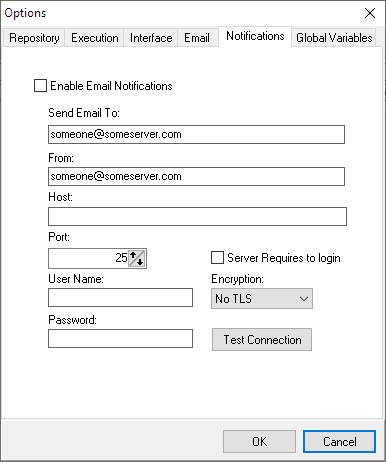 Options
Repository Execution Interface Email Notifications Global Variables
Enable Email Notifications
Send Email To:
someone@someserver.com
From:
someone@someserver.com
Host:
Port:
25
Server Requires to login
User Name:
Encryption:
No TLS
Password:
Test Connection
OK Cancel